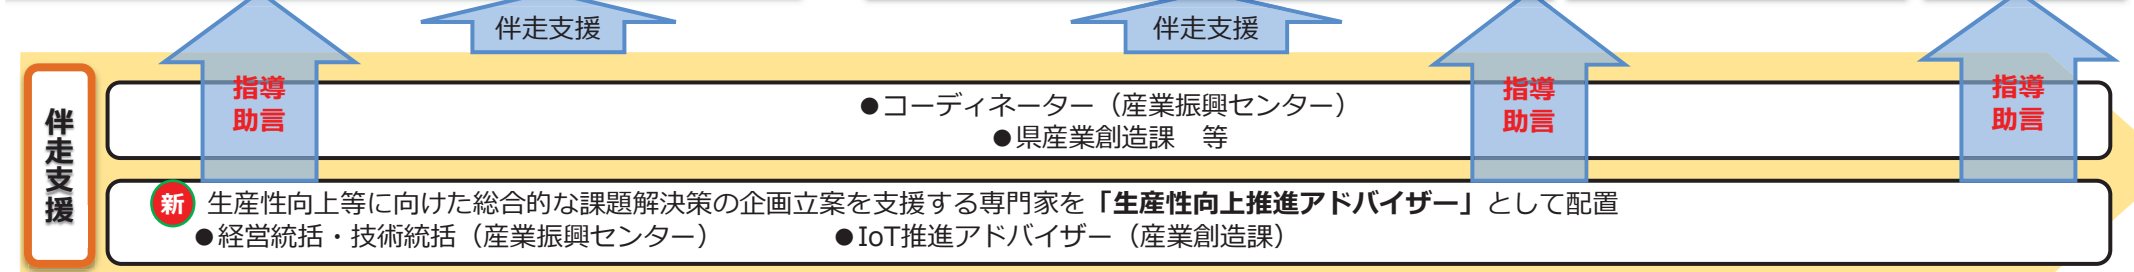 伴走支援
伴走支援
指導
助言
指導
助言
指導
助言
伴走支援
●コーディネーター（産業振興センター）
●県産業創造課　等
新 生産性向上等に向けた総合的な課題解決策の企画立案を支援する専門家を「生産性向上推進アドバイザー」として配置
●経営統括・技術統括（産業振興センター）　●IoT推進アドバイザー（産業創造課）